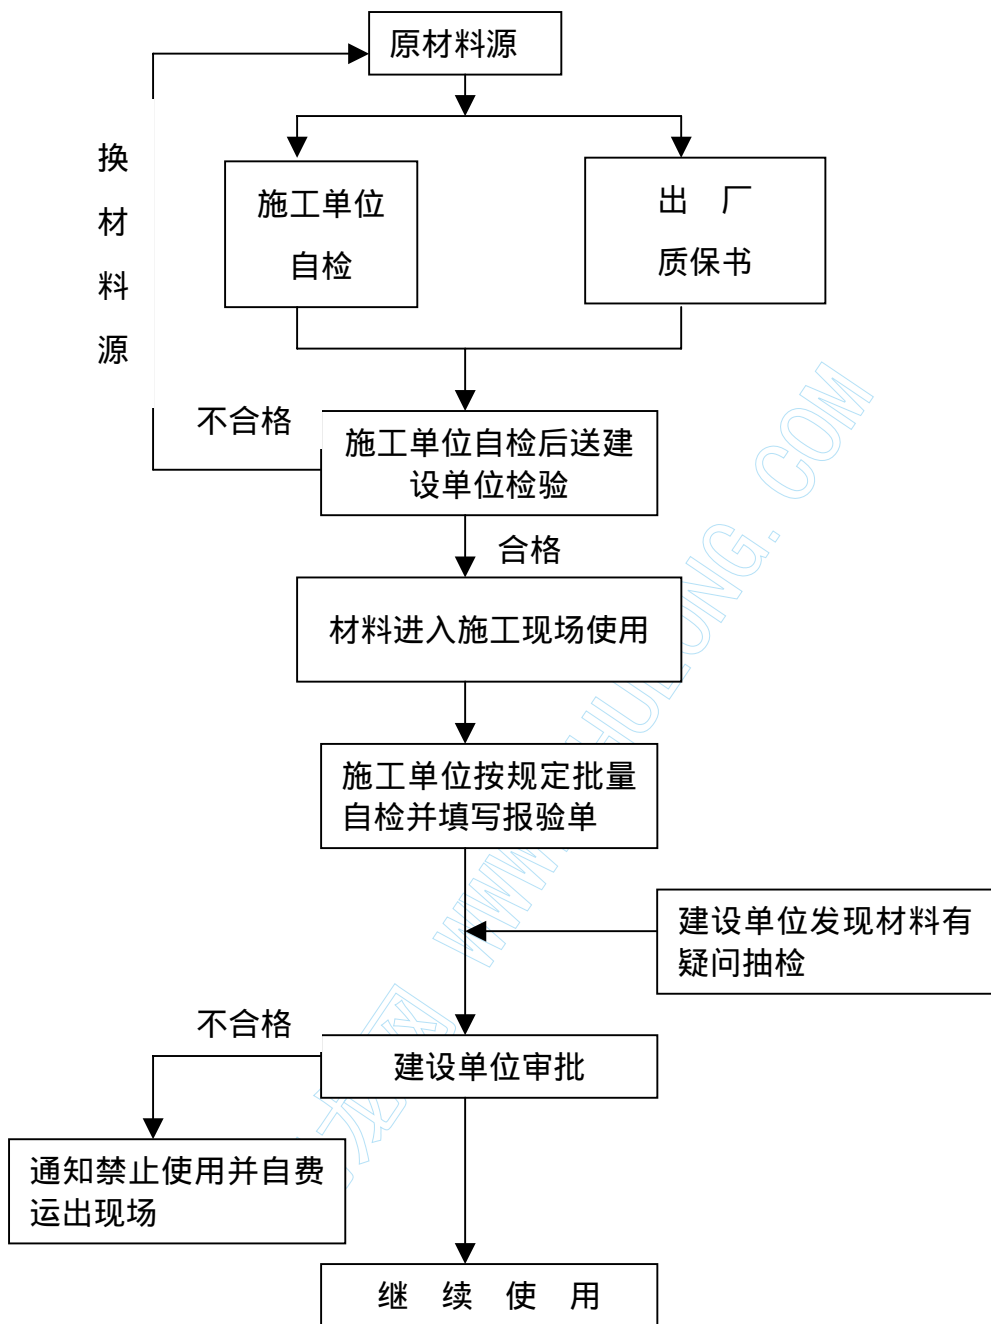 原材料源
换
材
料
源
施工单位
自检
出 厂
质保书
不合格
施工单位自检后送建
设单位检验
合格
材料进入施工现场使用
施工单位按规定批量
自检并填写报验单
建设单位发现材料有
疑问抽检
不合格
建设单位审批
通知禁止使用并自费
运出现场
继 续 使 用